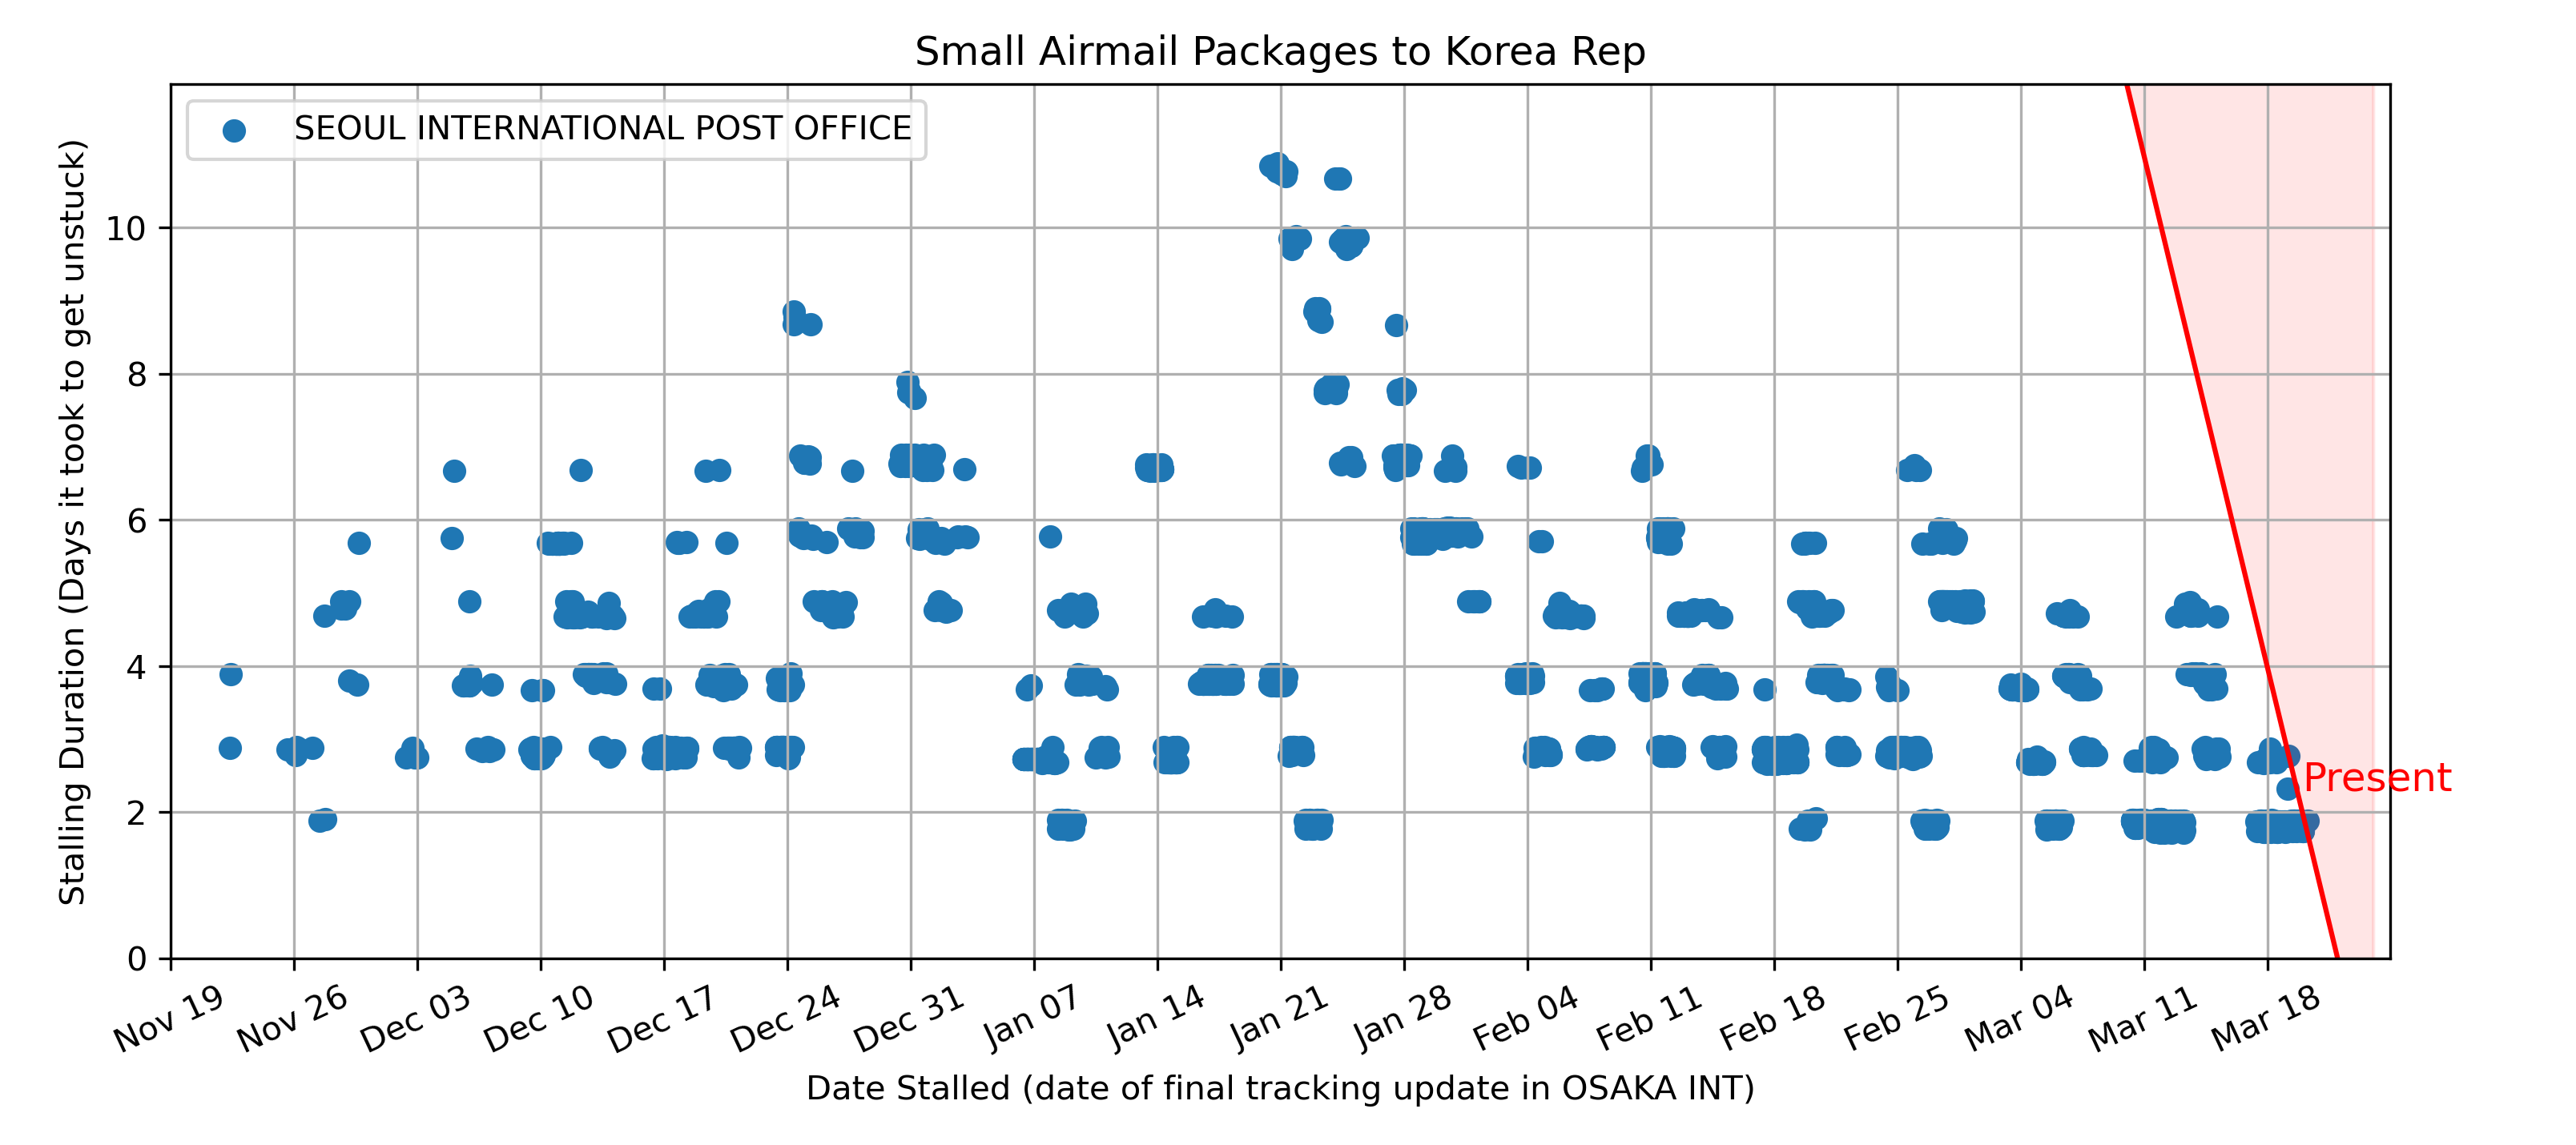 Small Airmail Packages to Korea Rep
SEOUL INTERNATIONAL POST OFFICE
Stalling Duration (Days it took to get unstuck)
10
8
6
4
2
0
Present
Nov 19
Nov 26
Dec 03
Dec 10
Dec 17
Dec 24
Dec 31
Jan 07
Jan 14
Jan 21
Jan 28
Feb 04
Feb 11
Feb 18
Feb 25
Mar 04
Mar 11
Mar 18
Date Stalled (date of final tracking update in OSAKA INT)